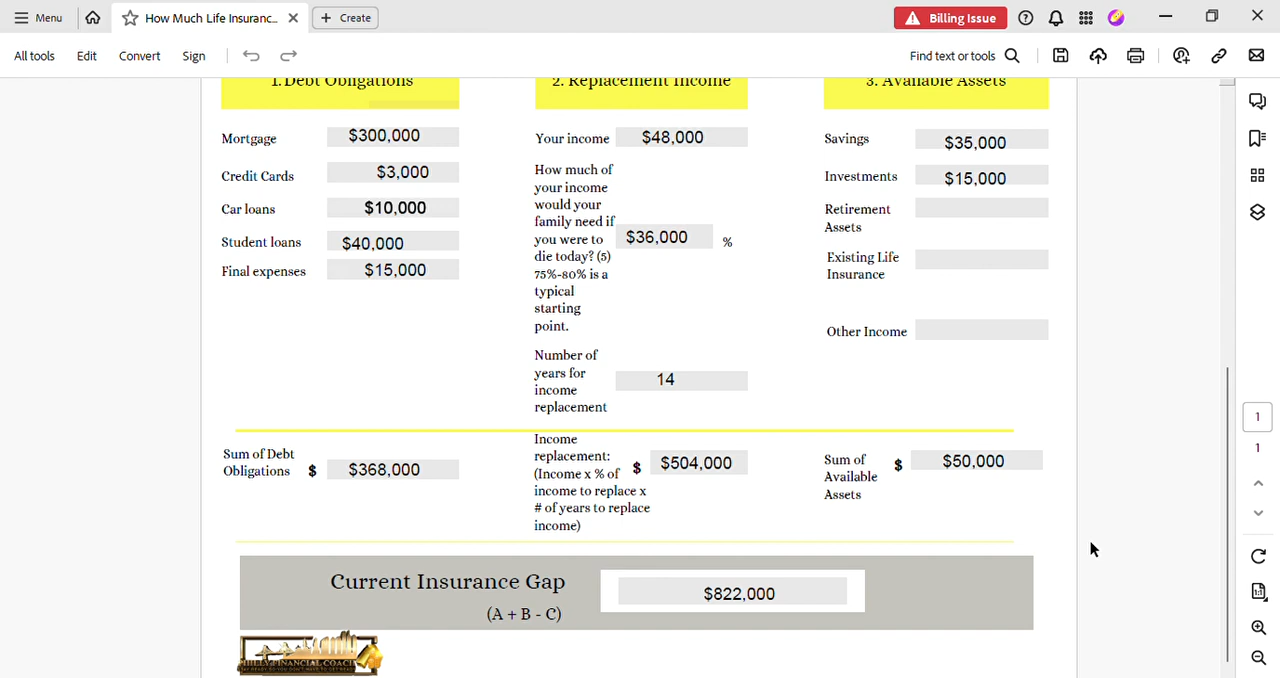 Menu
How Much Life Insuranc...
Create
Billing Issue
All tools Edit Convert Sign
Find text or tools
1. Debt Obligations
Mortgage $300,000
Credit Cards $3,000
Car loans $10,000
Student loans $40,000
Final expenses $15,000
2. Replacement Income
Your income $48,000
How much of
your income
would your
family need if
you were to
die today? (5)
75%-80% is a
typical
starting
point.
$36,000 %
Number of
years for
income
replacement
14
3. Available Assets
Savings $35,000
Investments $15,000
Retirement
Assets
Existing Life
Insurance
Other Income
Sum of Debt
Obligations $ $368,000
Income
replacement:
(Income x % of
income to replace x
# of years to replace
income)
$ $504,000
Sum of
Available
Assets
$ $50,000
Current Insurance Gap
(A + B - C)
$822,000
MILLY FINANCIAL COACH
1
1